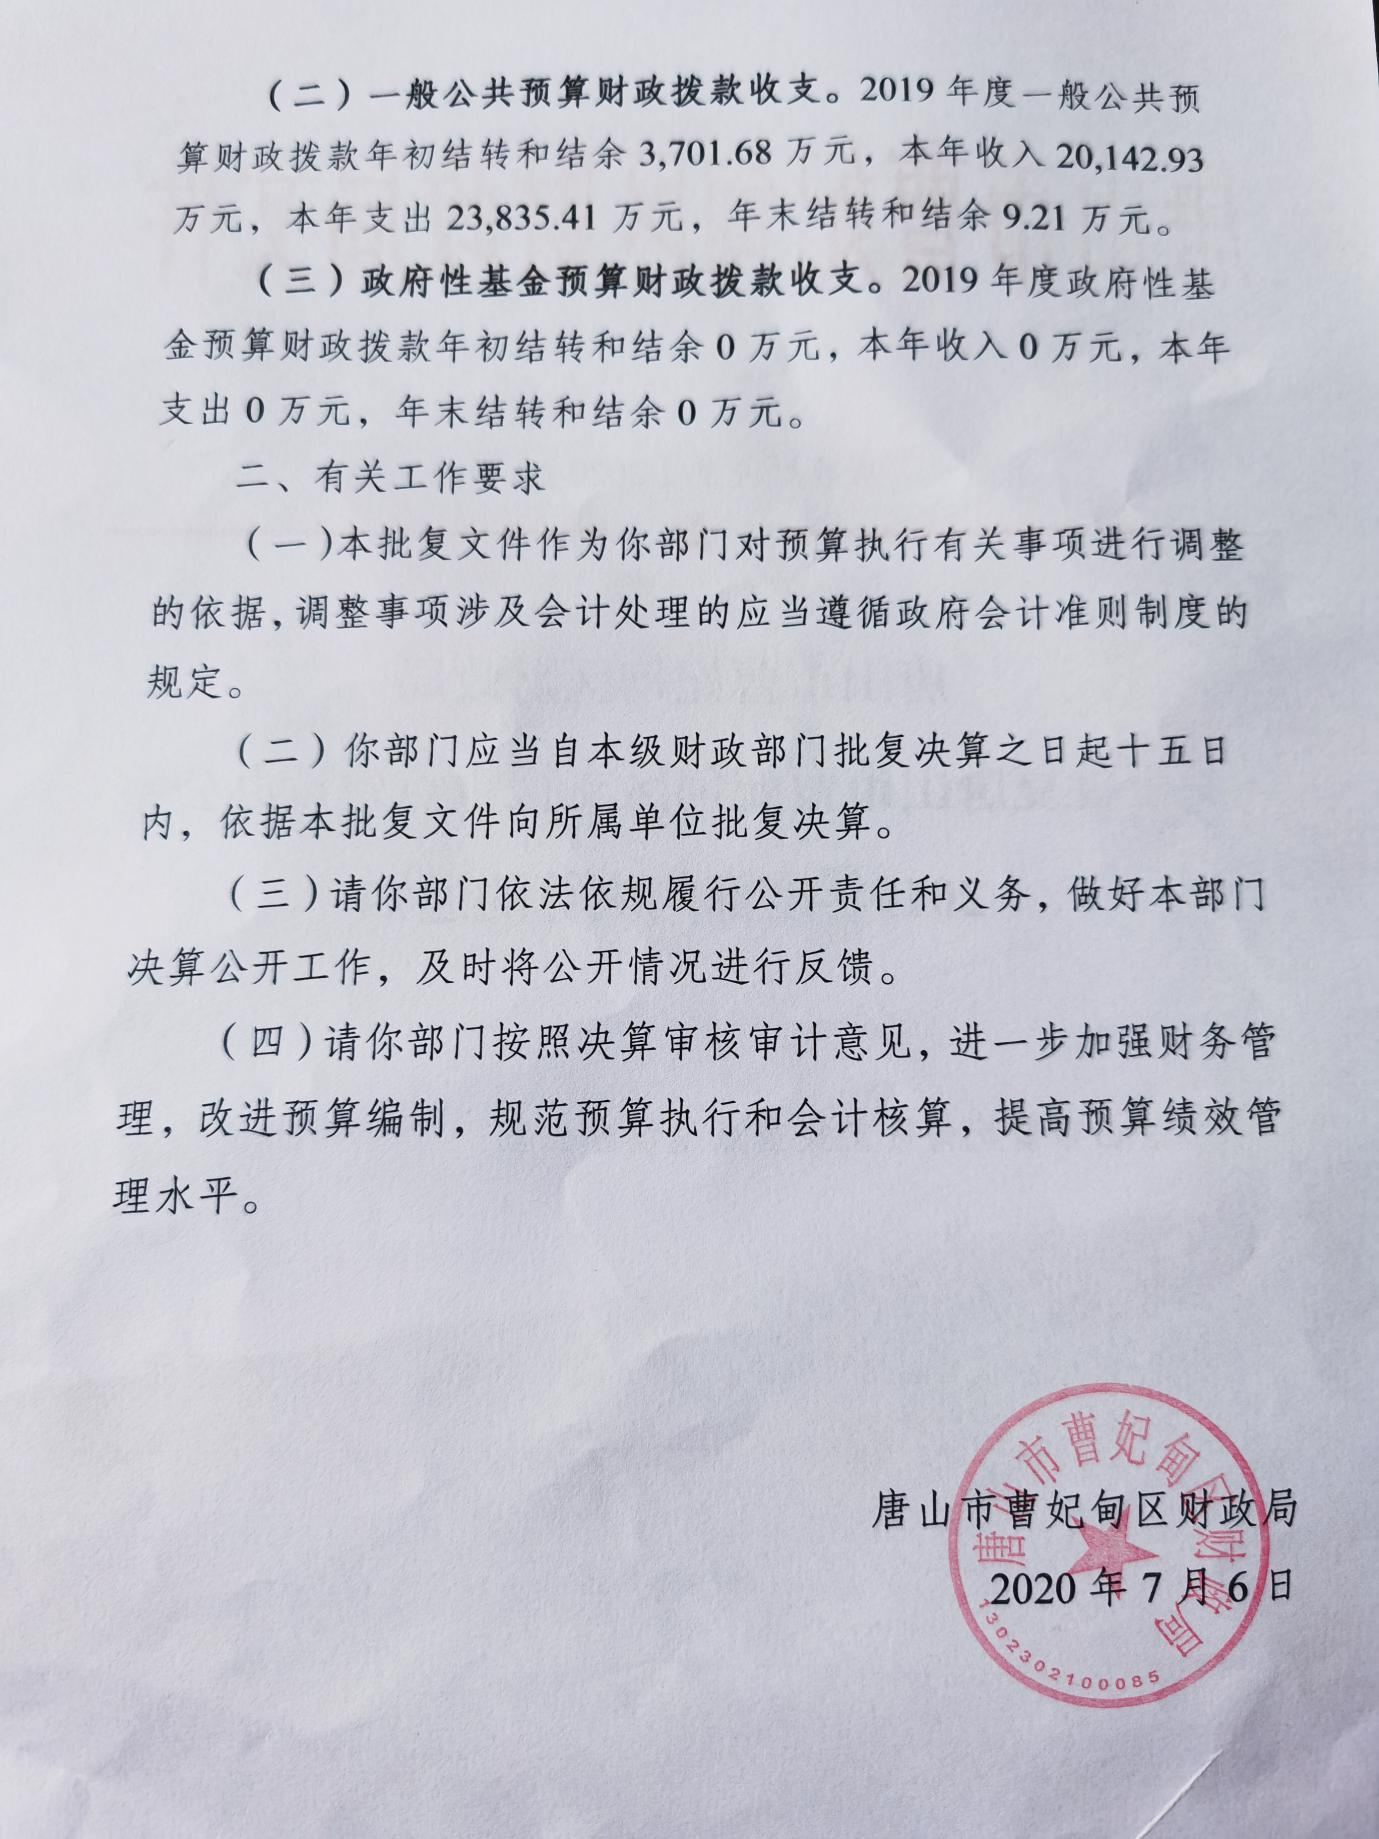 （二）一般公共预算财政拨款收支。2019 年度一般公共预
算财政拨款年初结转和结余 3,701.68 万元，本年收入 20,142.93
万元，本年支出 23,835.41 万元，年末结转和结余 9.21 万元。
（三）政府性基金预算财政拨款收支。2019 年度政府性基
金预算财政拨款年初结转和结余 0 万元，本年收入 0 万元，本年
支出 0 万元，年末结转和结余 0 万元。
二、有关工作要求
（一）本批复文件作为你部门对预算执行有关事项进行调整
的依据，调整事项涉及会计处理的应当遵循政府会计准则制度的
规定。
（二）你部门应当自本级财政部门批复决算之日起十五日
内，依据本批复文件向所属单位批复决算。
（三）请你部门依法依规履行公开责任和义务，做好本部门
决算公开工作，及时将公开情况进行反馈。
（四）请你部门按照决算审核审计意见，进一步加强财务管
理，改进预算编制，规范预算执行和会计核算，提高预算绩效管
理水平。
唐山市曹妃甸区财政局
2020 年 7 月 6 日
唐山市曹妃甸区财政局
1302302100085